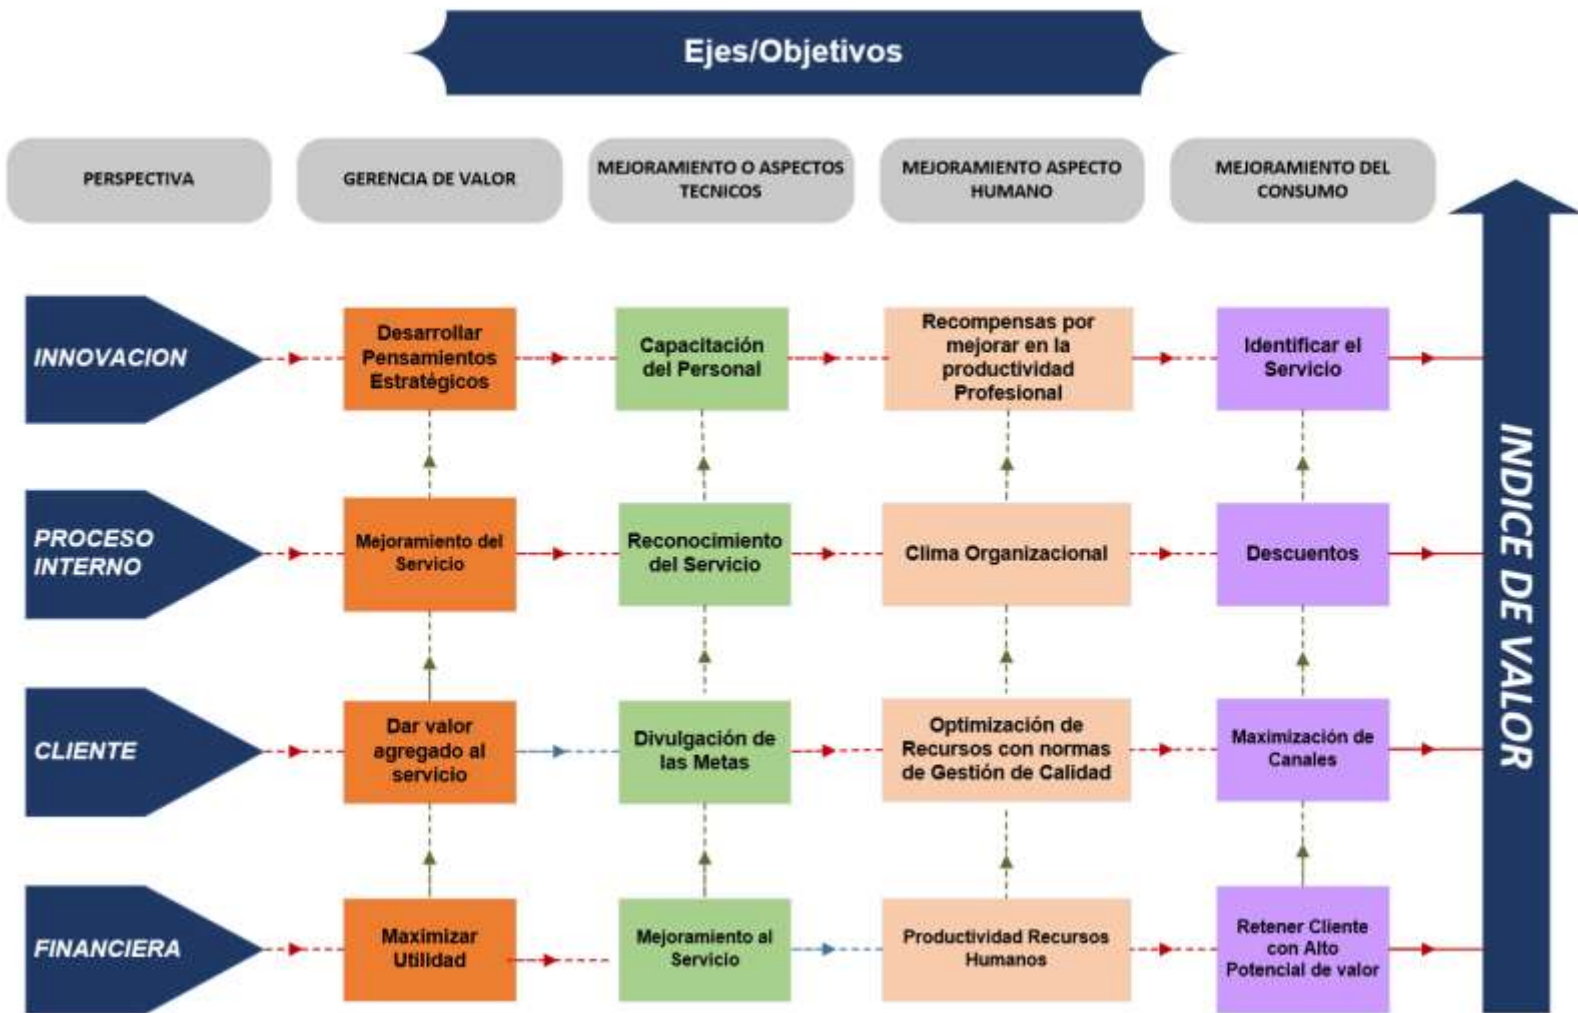 Ejes/Objetivos
PERSPECTIVA
GERENCIA DE VALOR
MEJORAMIENTO O ASPECTOS
TECNICOS
MEJORAMIENTO ASPECTO
HUMANO
MEJORAMIENTO DEL
CONSUMO
INNOVACION
Desarrollar
Pensamientos
Estratégicos
Capacitación
del Personal
Recompensas por
mejorar en la
productividad
Profesional
Identificar el
Servicio
PROCESO
INTERNO
Mejoramiento del
Servicio
Reconocimiento
del Servicio
Clima Organizacional
Descuentos
CLIENTE
Dar valor
agregado al
servicio
Divulgación de
las Metas
Optimización de
Recursos con normas
de Gestión de Calidad
Maximización de
Canales
FINANCIERA
Maximizar
Utilidad
Mejoramiento al
Servicio
Productividad Recursos
Humanos
Retener Cliente
con Alto
Potencial de valor
INDICE DE VALOR